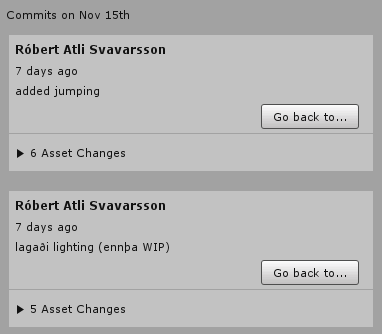 Commits on Nov 15th
Róbert Atli Svavarsson
7 days ago
added jumping
Go back to...
6 Asset Changes
Róbert Atli Svavarsson
7 days ago
lagaði lighting (ennþa WIP)
Go back to...
5 Asset Changes